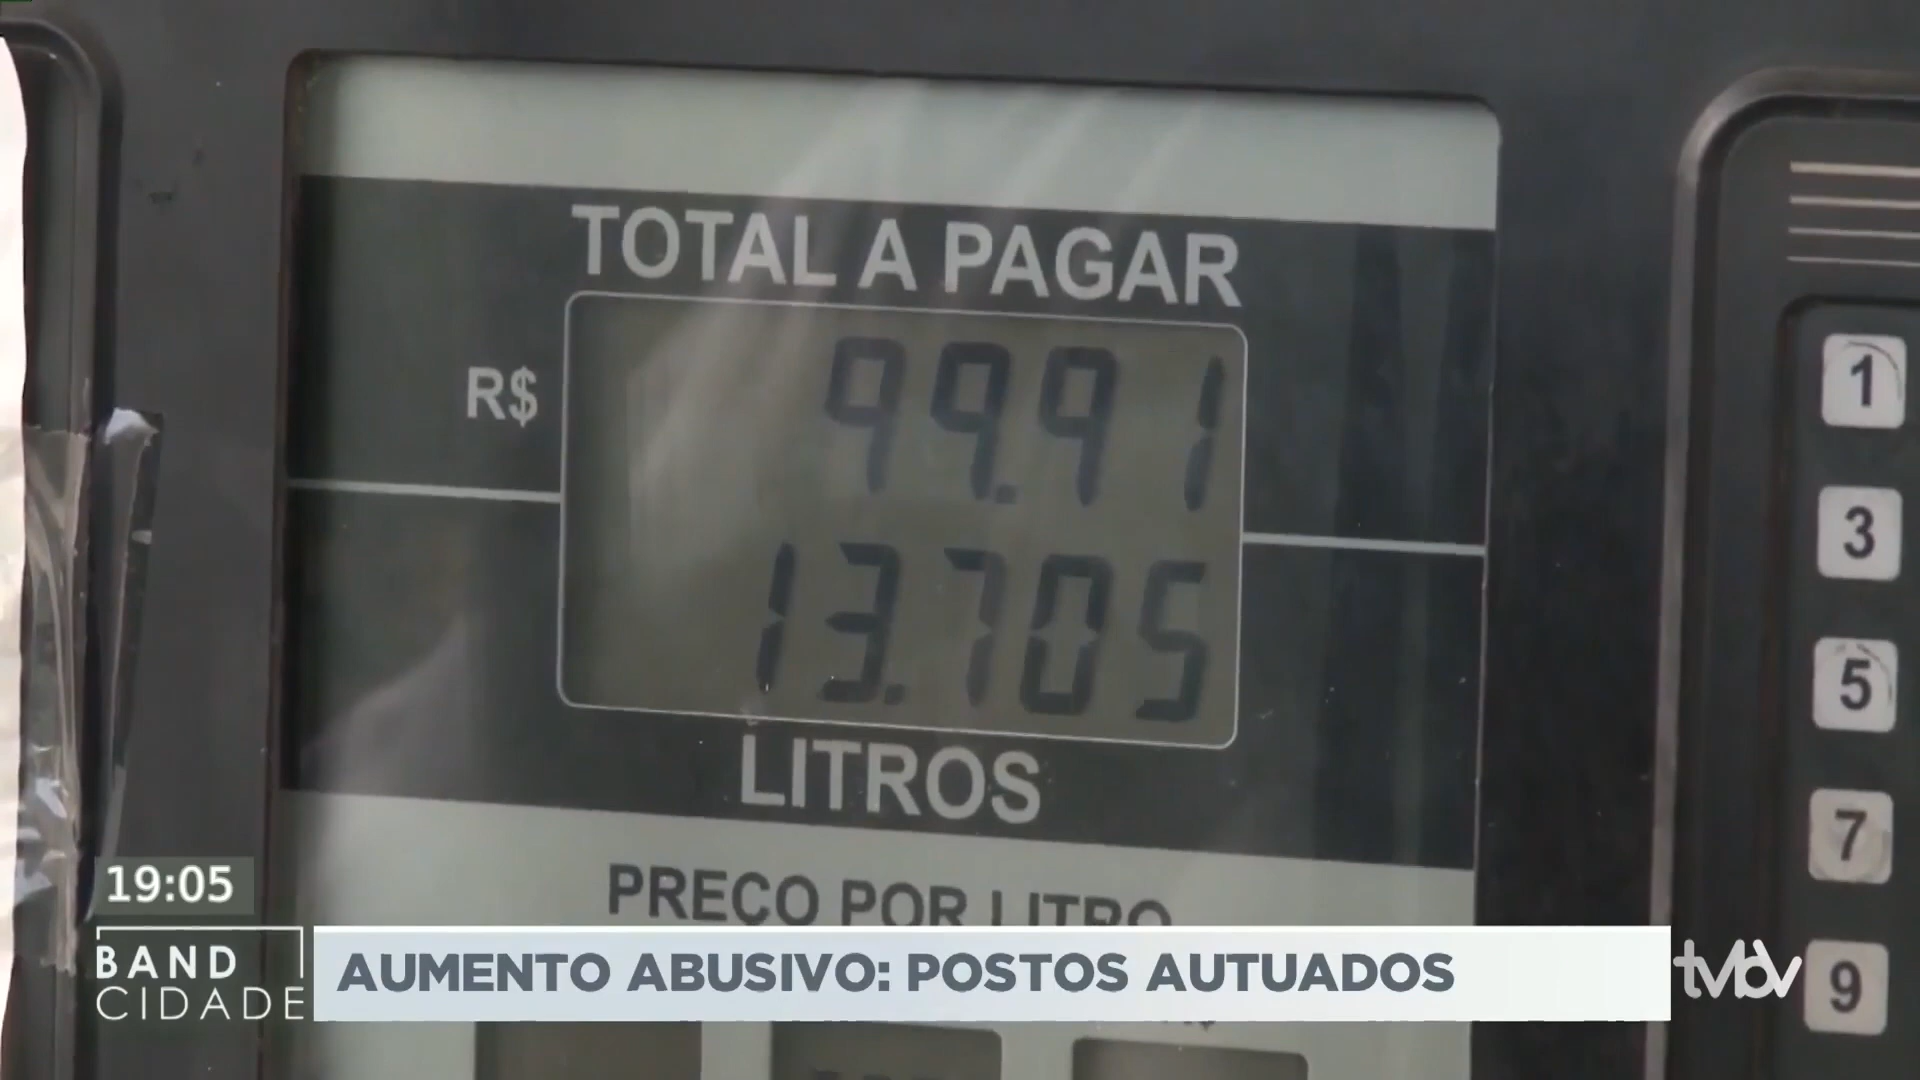 TOTAL A PAGAR
R$
99.91
13.705
LITROS
PREÇO POR LITRO
1
3
5
7
9
19:05
BAND
CIDADE
AUMENTO ABUSIVO: POSTOS AUTUADOS
tvbv